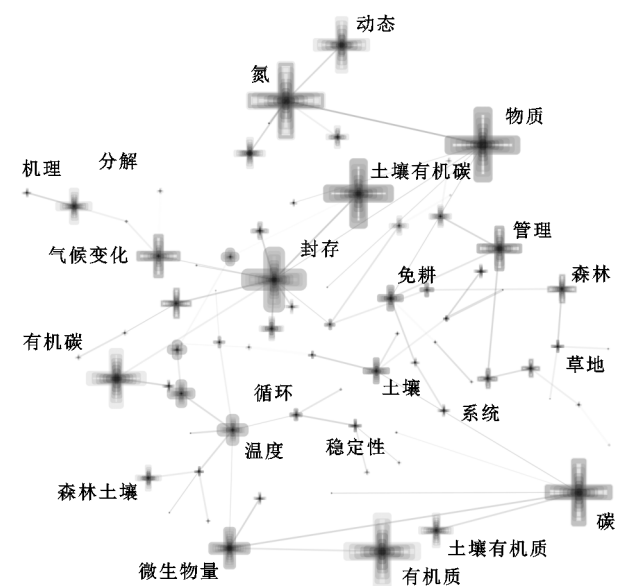 动态
氮
物质
分解
机理
土壤有机碳
管理
封存
气候变化
免耕
森林
有机碳
草地
土壤
循环
系统
稳定性
温度
森林土壤
碳
土壤有机质
微生物量
有机质